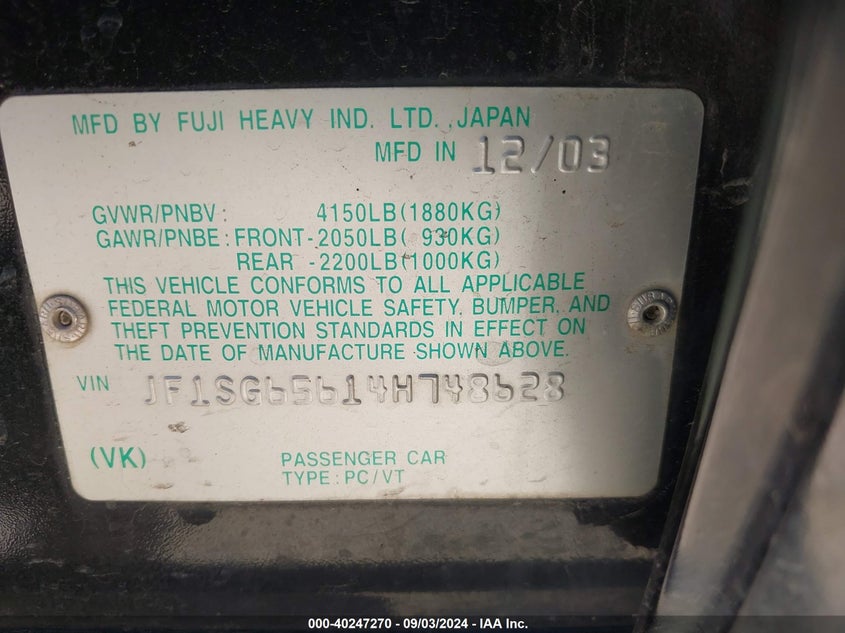 MFD BY FUJI HEAVY IND. LTD. ,JAPAN
MFD IN 12/03
GVWR/PNBV: 4150LB(1880KG)
GAWR/PNBE: FRONT-2050LB( 930KG)
REAR -2200LB(1000KG)
THIS VEHICLE CONFORMS TO ALL APPLICABLE
FEDERAL MOTOR VEHICLE SAFETY. BUMPER, AND
THEFT PREVENTION STANDARDS IN EFFECT ON
THE DATE OF MANUFACTURE SHOWN ABOVE.
VIN JF1SG65614H748628
(VK) PASSENGER CAR
TYPE: PC/VT
000-40247270 - 09/03/2024 - IAA Inc.